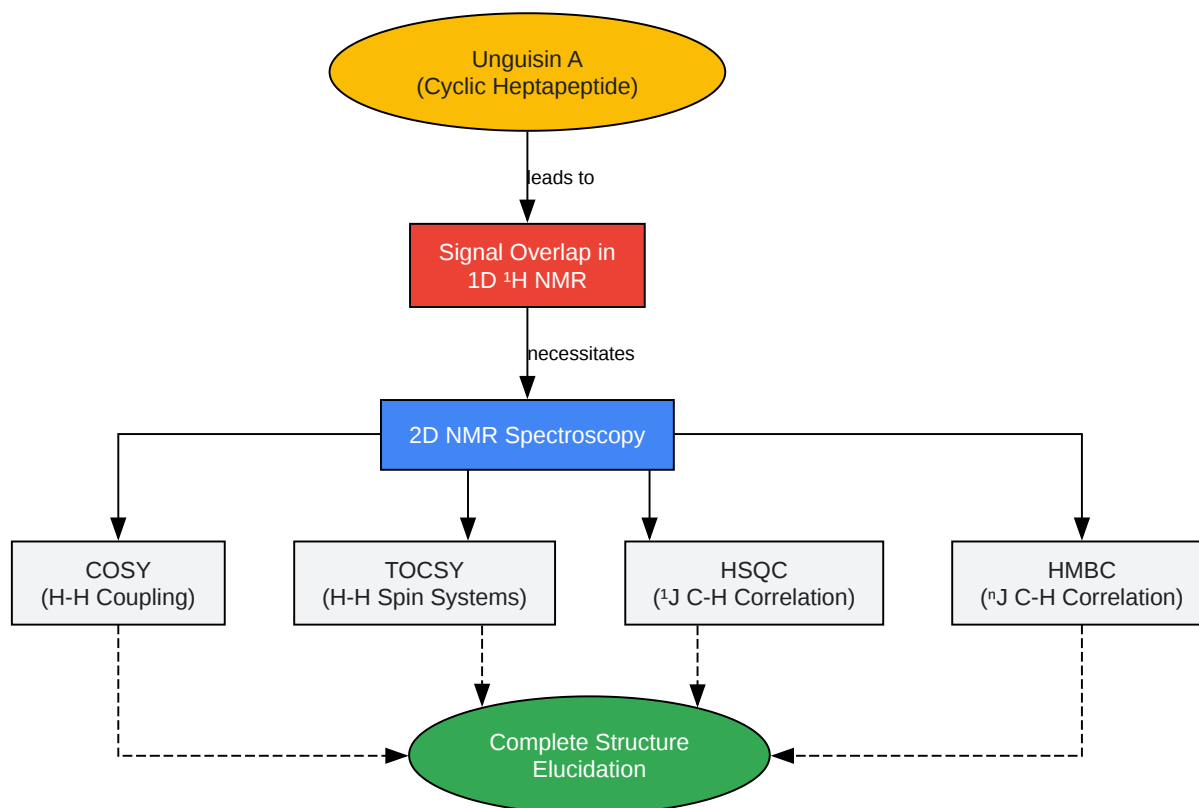 Unguisin A
(Cyclic Heptapeptide)
leads to
Signal Overlap in
1D ¹H NMR
necessitates
2D NMR Spectroscopy
COSY
(H-H Coupling)
TOCSY
(H-H Spin Systems)
HSQC
(¹J C-H Correlation)
HMBC
(ⁿJ C-H Correlation)
Complete Structure
Elucidation